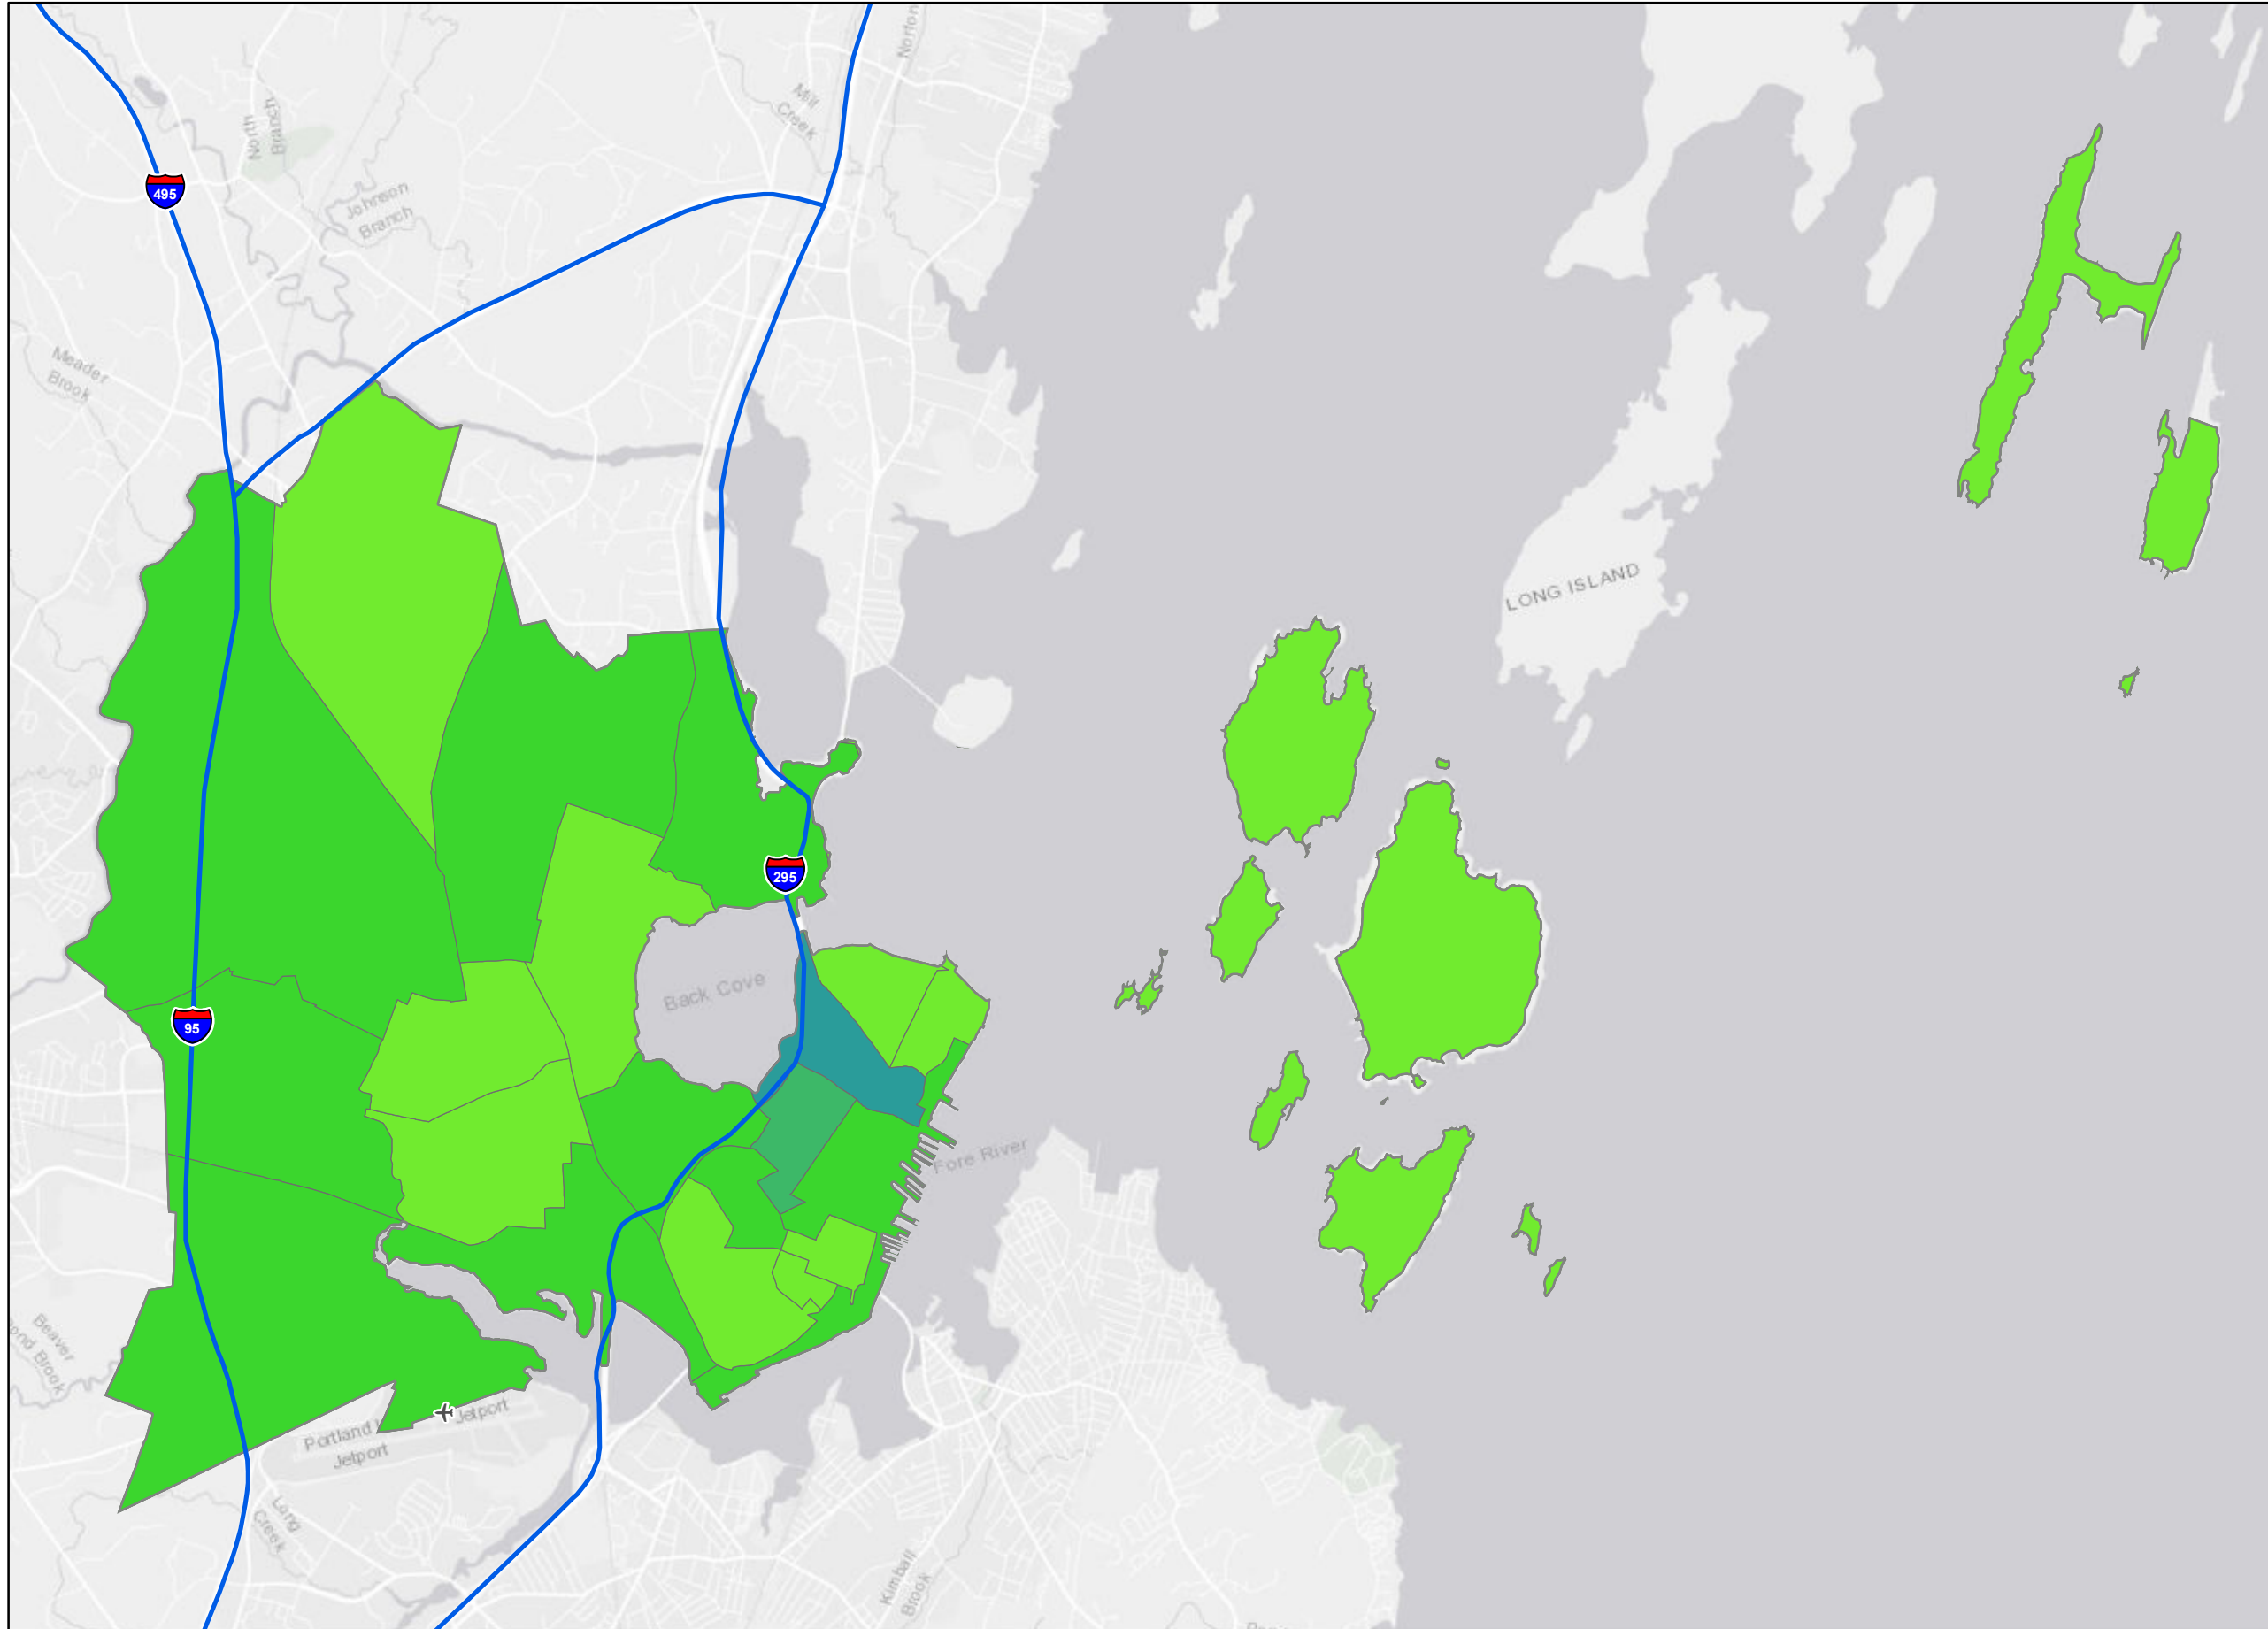 Norton
Mill
Creek
North
Branch
495
Johnson
Branch
Meader
Brook
LONG ISLAND
295
Back Cove
95
Fore River
Beaver
ond Brook
Portland I
Jetport
Jetport
Long
Creek
Kimball
Brook